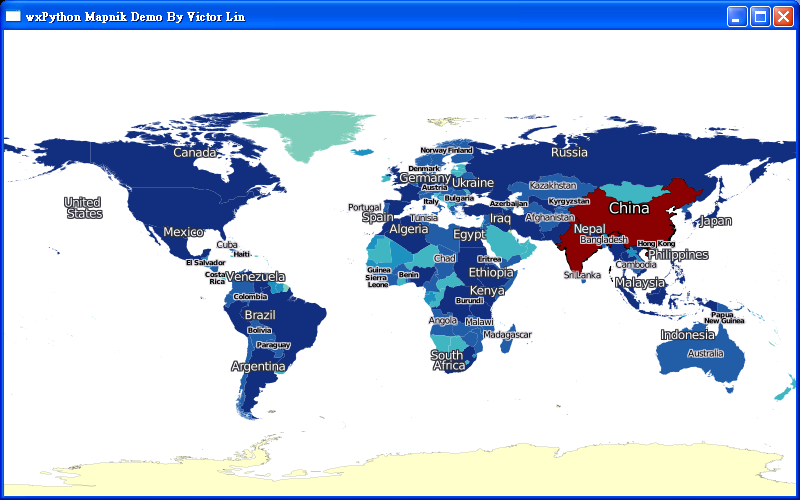 wxPython Mapnik Demo By Victor Lin
Canada
Norway Finland
Russia
Denmark
Germany
Ukraine
Austria
Kazakhstan
United
States
Portugal
Spain
Italy
Bulgaria
Azerbaijan
Kyrgyzstan
China
Tunisia
Iraq
Afghanistan
Japan
Mexico
Algeria
Egypt
Nepal
Bangladesh
Hong Kong
Cuba
Haiti
Chad
Eritrea
Philippines
El Salvador
Cambodia
Costa
Rica
Venezuela
Guinea
Sierra
Leone
Benin
Ethiopia
Sri Lanka
Malaysia
Colombia
Kenya
Burundi
Brazil
Angola
Malawi
Papua
New Guinea
Bolivia
Madagascar
Indonesia
Paraguay
South
Africa
Australia
Argentina